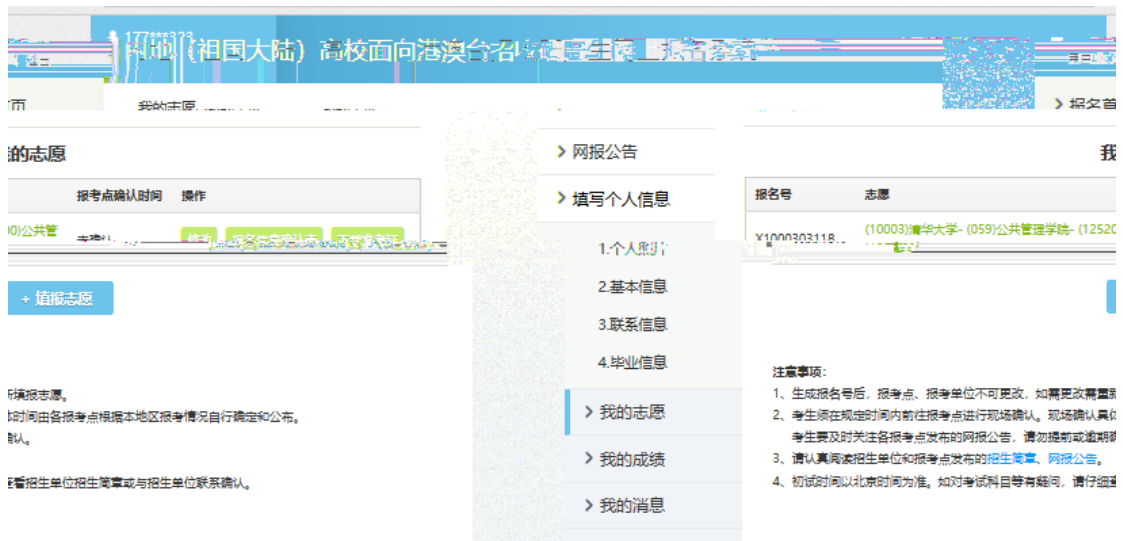 177***323
内地（祖国大陆）高校面向港澳台招
我的志愿
报名首
的志愿
报考点确认时间 操作
0)公共管
+ 填报志愿
填报志愿。
时间由各报考点根据本地区报考情况自行确定和公布。
确认。
看招生单位招生简章或与招生单位联系确认。
网报公告
填写个人信息
1.个人照片
2.基本信息
3.联系信息
4.毕业信息
我的志愿
我的成绩
我的消息
我
报名号 志愿
X1000303118 (10003)清华大学- (059)公共管理学院- (12520
注意事项：
1、生成报名号后，报考点、报考单位不可更改，如需更改需重新
2、考生须在规定时间内前往报考点进行现场确认。现场确认具体
考生要及时关注各报考点发布的网报公告，请勿提前或逾期
3、请认真阅读招生单位和报考点发布的招生简章、网报公告。
4、初试时间以北京时间为准。如对考试科目等有疑问，请仔细